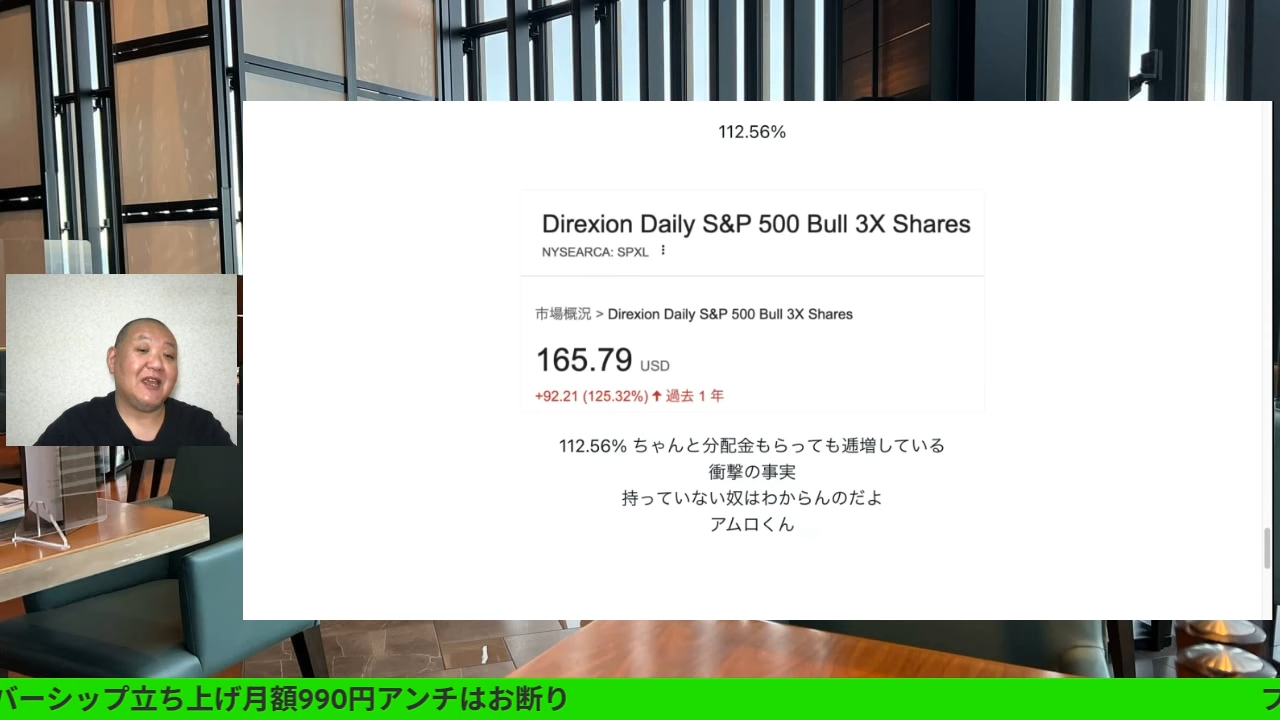 112.56%
Direxion Daily S&P 500 Bull 3X Shares
NYSEARCA: SPXL
市場概況 > Direxion Daily S&P 500 Bull 3X Shares
165.79 USD
+92.21 (125.32%) ↑ 過去 1 年
112.56% ちゃんと分配金もらっても逓増している
衝撃の事実
持っていない奴はわからんのだよ
アムロくん
バーシップ立ち上げ月額990円アンチはお断り